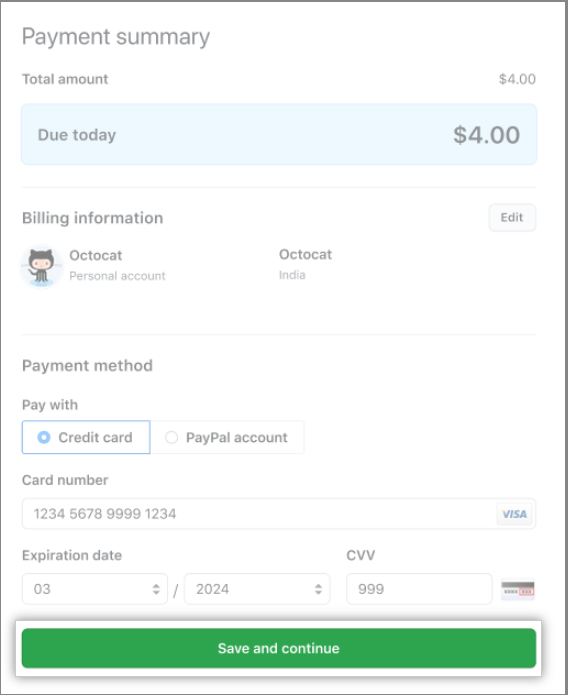 Payment summary
Total amount $4.00
Due today $4.00
Billing information Edit
Octocat Octocat
Personal account India
Payment method
Pay with
Credit card PayPal account
Card number
1234 5678 9999 1234 VISA
Expiration date CVV
03 / 2024 999
Save and continue